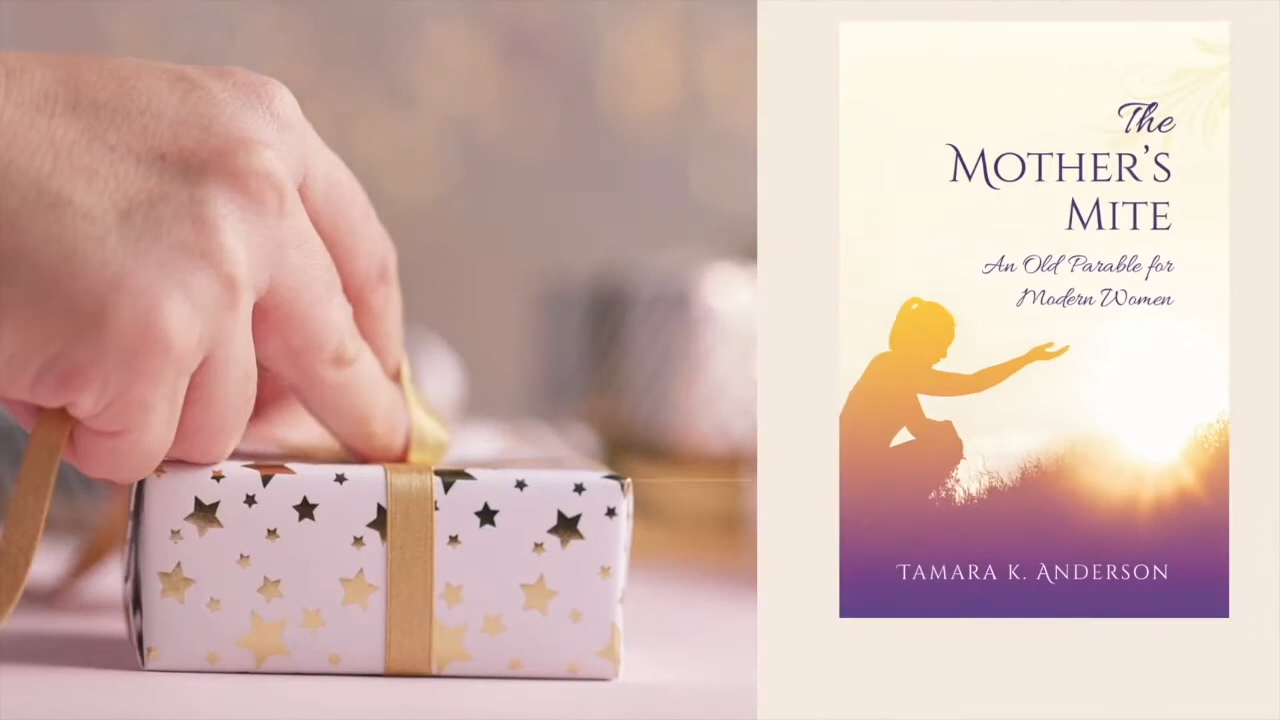 The
Mother's
Mite
An Old Parable for
Modern Women
Tamara K. Anderson